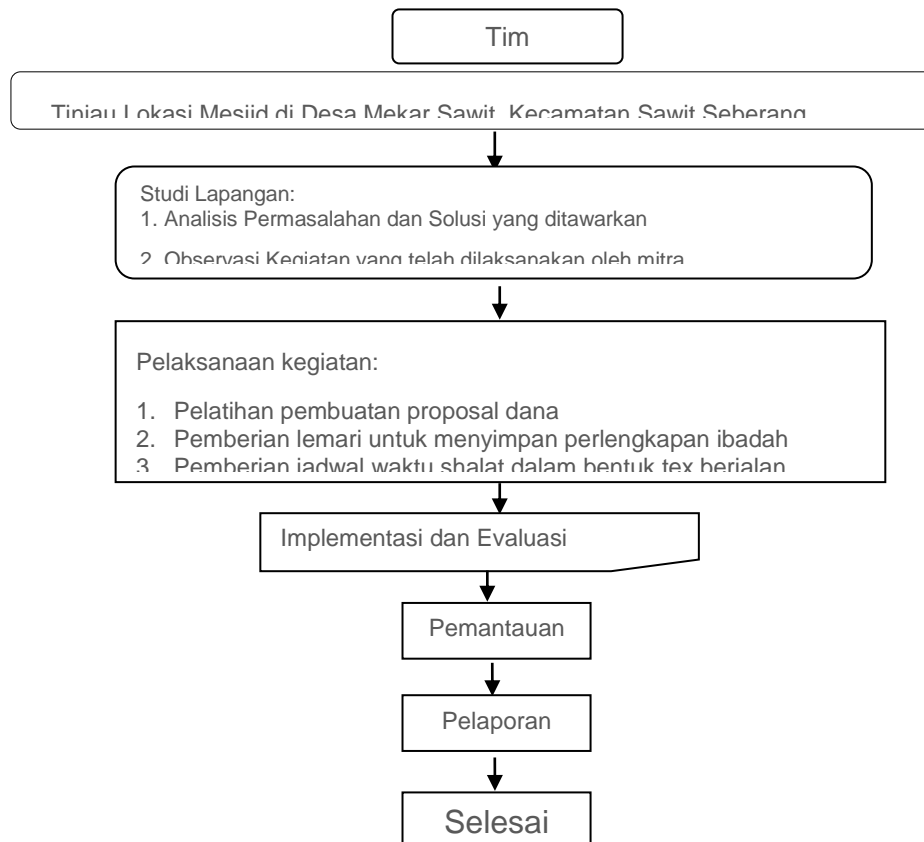 Tim
Tinjau Lokasi Mesjid di Desa Mekar Sawit, Kecamatan Sawit Seberang
Studi Lapangan:
1. Analisis Permasalahan dan Solusi yang ditawarkan
2. Observasi Kegiatan yang telah dilaksanakan oleh mitra
Pelaksanaan kegiatan:
1. Pelatihan pembuatan proposal dana
2. Pemberian lemari untuk menyimpan perlengkapan ibadah
3. Pemberian jadwal waktu shalat dalam bentuk tex berjalan
Implementasi dan Evaluasi
Pemantauan
Pelaporan
Selesai